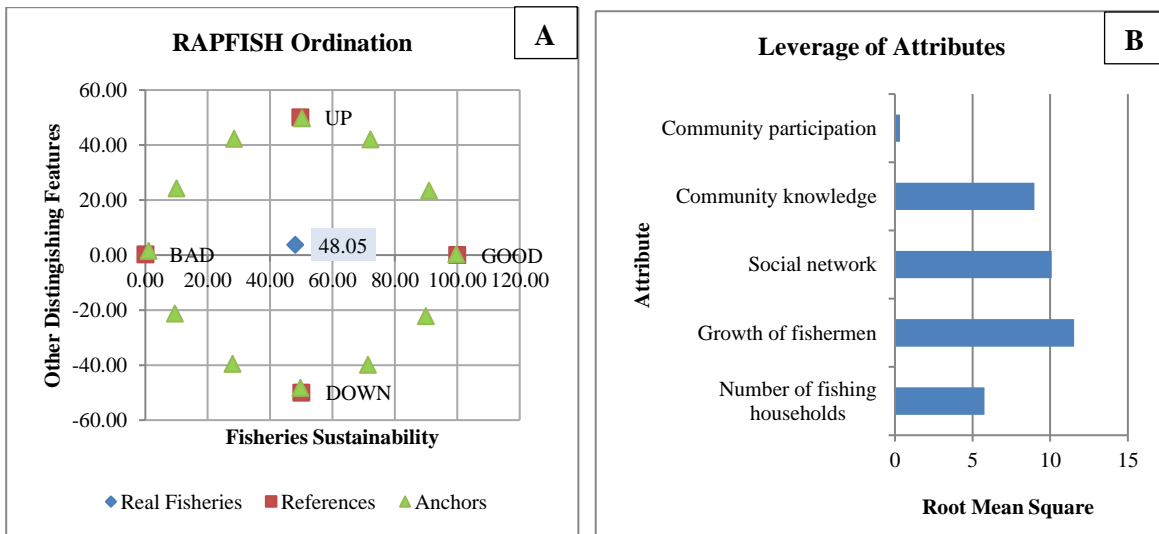 RAPFISH Ordination
A
60.00
40.00
20.00
0.00
-20.00
-40.00
-60.00
0.00 20.00 40.00 60.00 80.00 100.00 120.00
UP
BAD
48.05
GOOD
DOWN
Other Distingishing Features
Fisheries Sustainability
Real Fisheries References Anchors
Leverage of Attributes
B
Attribute
Community participation
Community knowledge
Social network
Growth of fishermen
Number of fishing
households
0 5 10 15
Root Mean Square